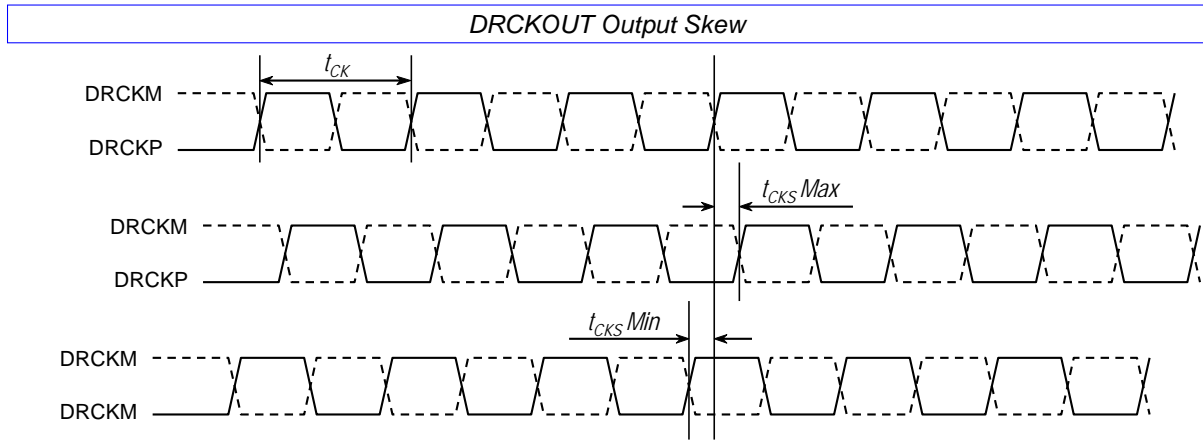 DRCKOUT Output Skew
t_CK
DRCKM
DRCKP
t_CKS Max
DRCKM
DRCKP
t_CKS Min
DRCKM
DRCKM